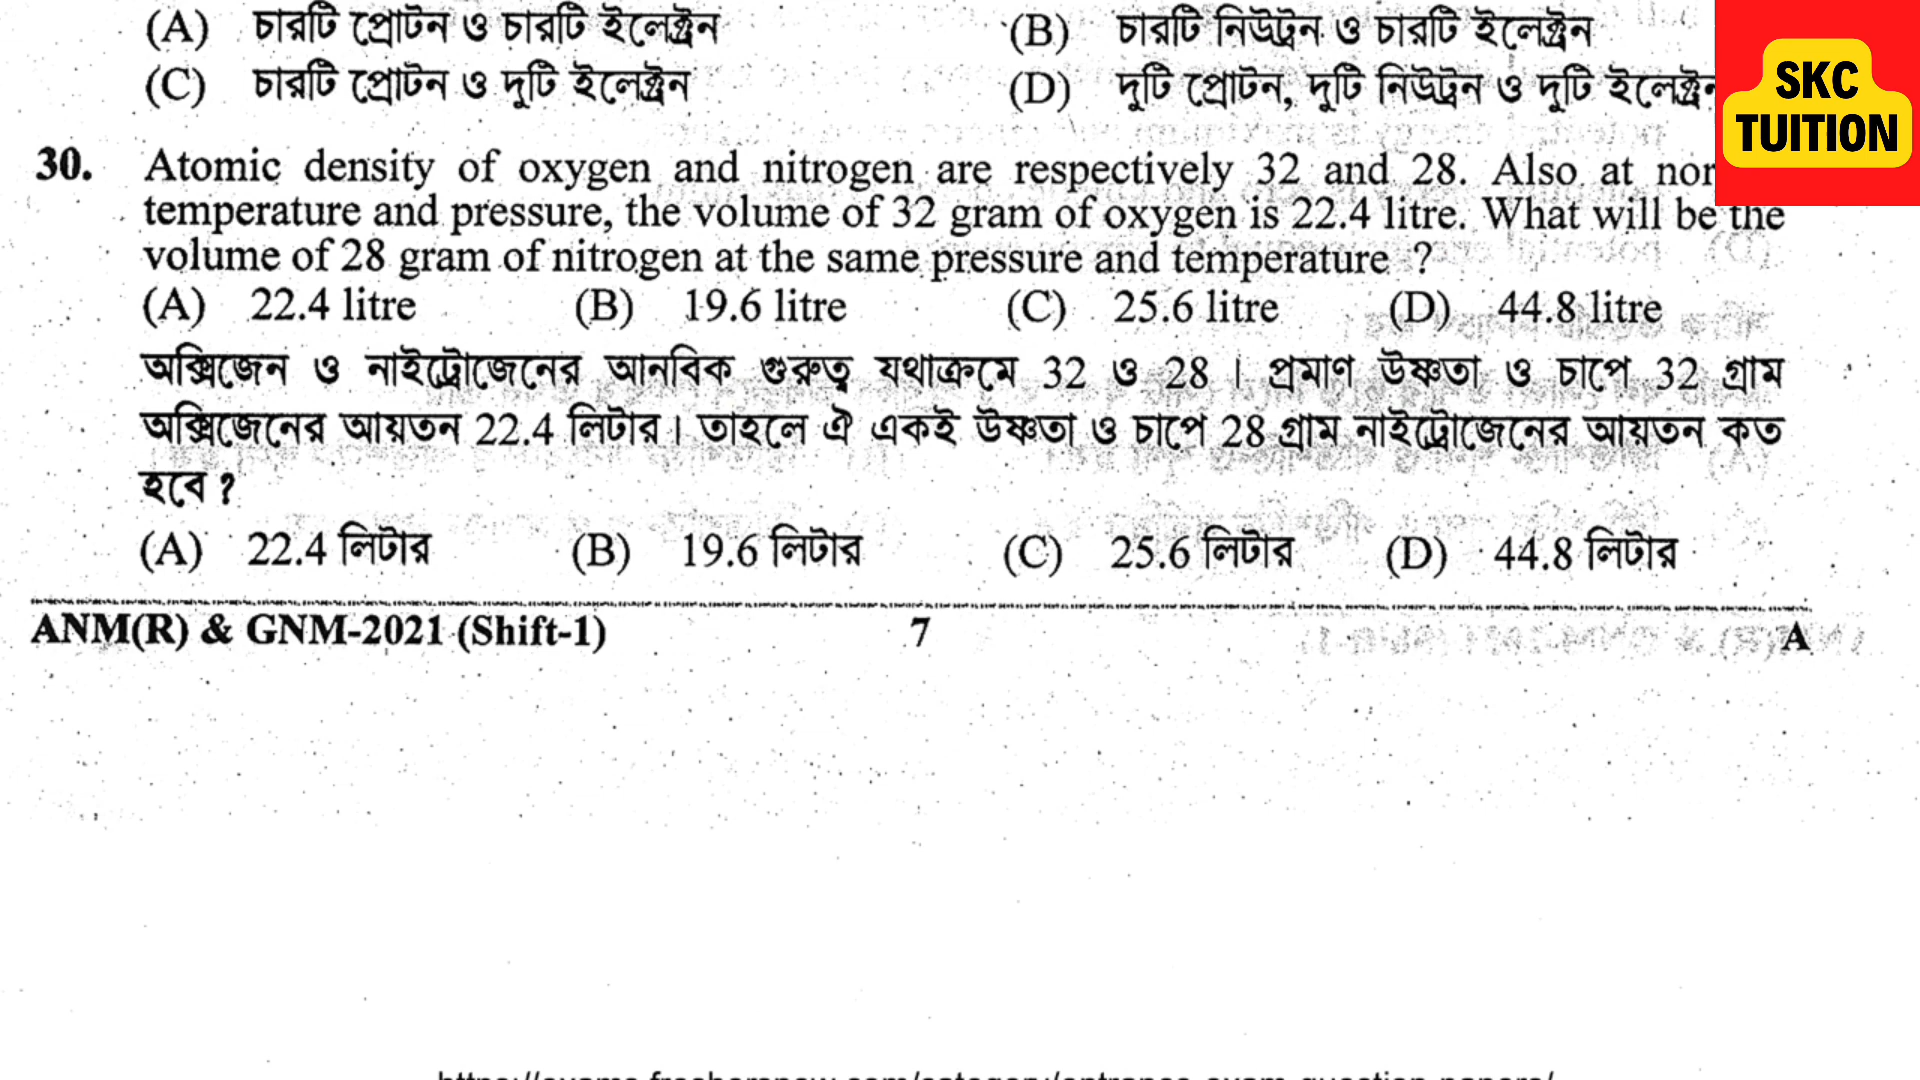 (A) চারটি প্রোটন ও চারটি ইলেক্ট্রন (B) চারটি নিউট্রন ও চারটি ইলেক্ট্রন
(C) চারটি প্রোটন ও দুটি ইলেক্ট্রন (D) দুটি প্রোটন, দুটি নিউট্রন ও দুটি
SKC
TUITION
30. Atomic density of oxygen and nitrogen are respectively 32 and 28. Also at
temperature and pressure, the volume of 32 gram of oxygen is 22.4 litre. What will be the
volume of 28 gram of nitrogen at the same pressure and temperature ?
(A) 22.4 litre (B) 19.6 litre (C) 25.6 litre (D) 44.8 litre
অক্সিজেন ও নাইট্রোজেনের আনবিক গুরুত্ব যথাক্রমে 32 ও 28 । প্রমাণ উষ্ণতা ও চাপে 32 গ্রাম
অক্সিজেনের আয়তন 22.4 লিটার । তাহলে ঐ একই উষ্ণতা ও চাপে 28 গ্রাম নাইট্রোজেনের আয়তন কত
হবে ?
(A) 22.4 লিটার (B) 19.6 লিটার (C) 25.6 লিটার (D) 44.8 লিটার
ANM(R) & GNM-2021 (Shift-1) 7 A